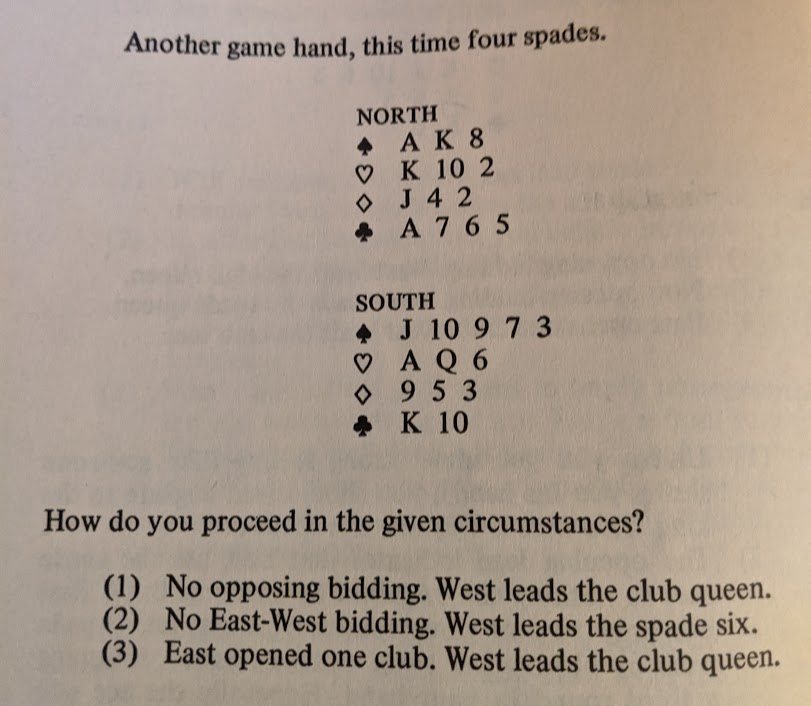 Another game hand, this time four spades.
NORTH
♠ A K 8
♡ K 10 2
◇ J 4 2
♣ A 7 6 5
SOUTH
♠ J 10 9 7 3
♡ A Q 6
◇ 9 5 3
♣ K 10
How do you proceed in the given circumstances?
(1) No opposing bidding. West leads the club queen.
(2) No East-West bidding. West leads the spade six.
(3) East opened one club. West leads the club queen.